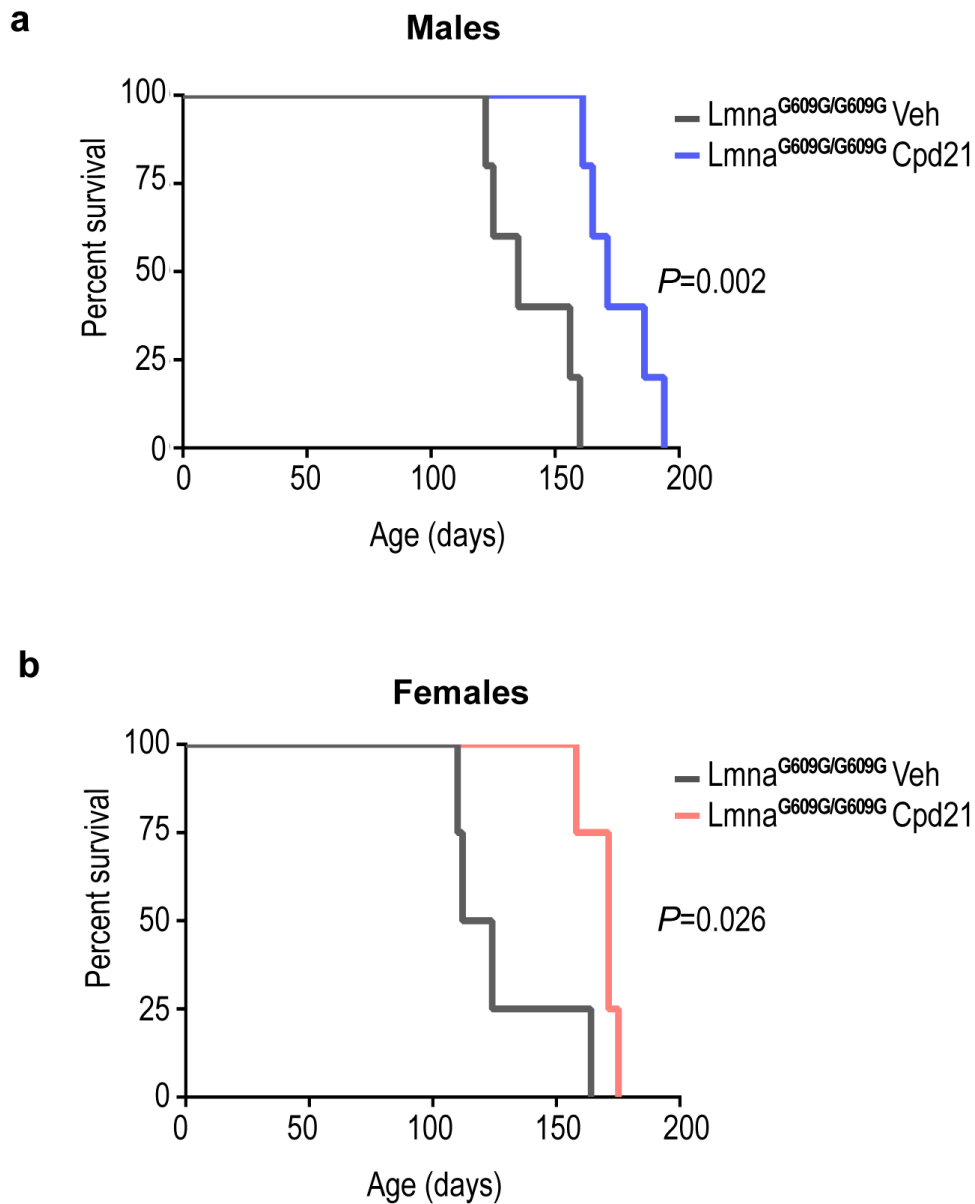 a
Males
100
75
50
25
0
0 50 100 150 200
Percent survival
Age (days)
Lmna^G609G/G609G Veh
Lmna^G609G/G609G Cpd21
P=0.002
b
Females
100
75
50
25
0
0 50 100 150 200
Percent survival
Age (days)
Lmna^G609G/G609G Veh
Lmna^G609G/G609G Cpd21
P=0.026